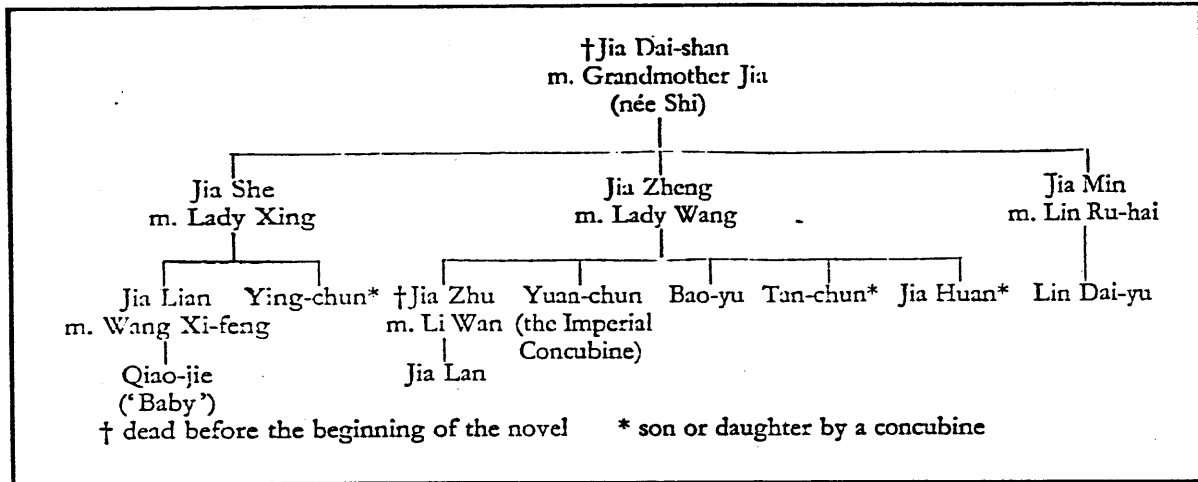 †Jia Dai-shan
m. Grandmother Jia
(née Shi)
Jia She
m. Lady Xing
Jia Zheng
m. Lady Wang
Jia Min
m. Lin Ru-hai
Jia Lian
m. Wang Xi-feng
Ying-chun*
†Jia Zhu
m. Li Wan
Yuan-chun
(the Imperial
Concubine)
Bao-yu
Tan-chun*
Jia Huan*
Lin Dai-yu
Qiao-jie
(‘Baby’)
Jia Lan
† dead before the beginning of the novel * son or daughter by a concubine